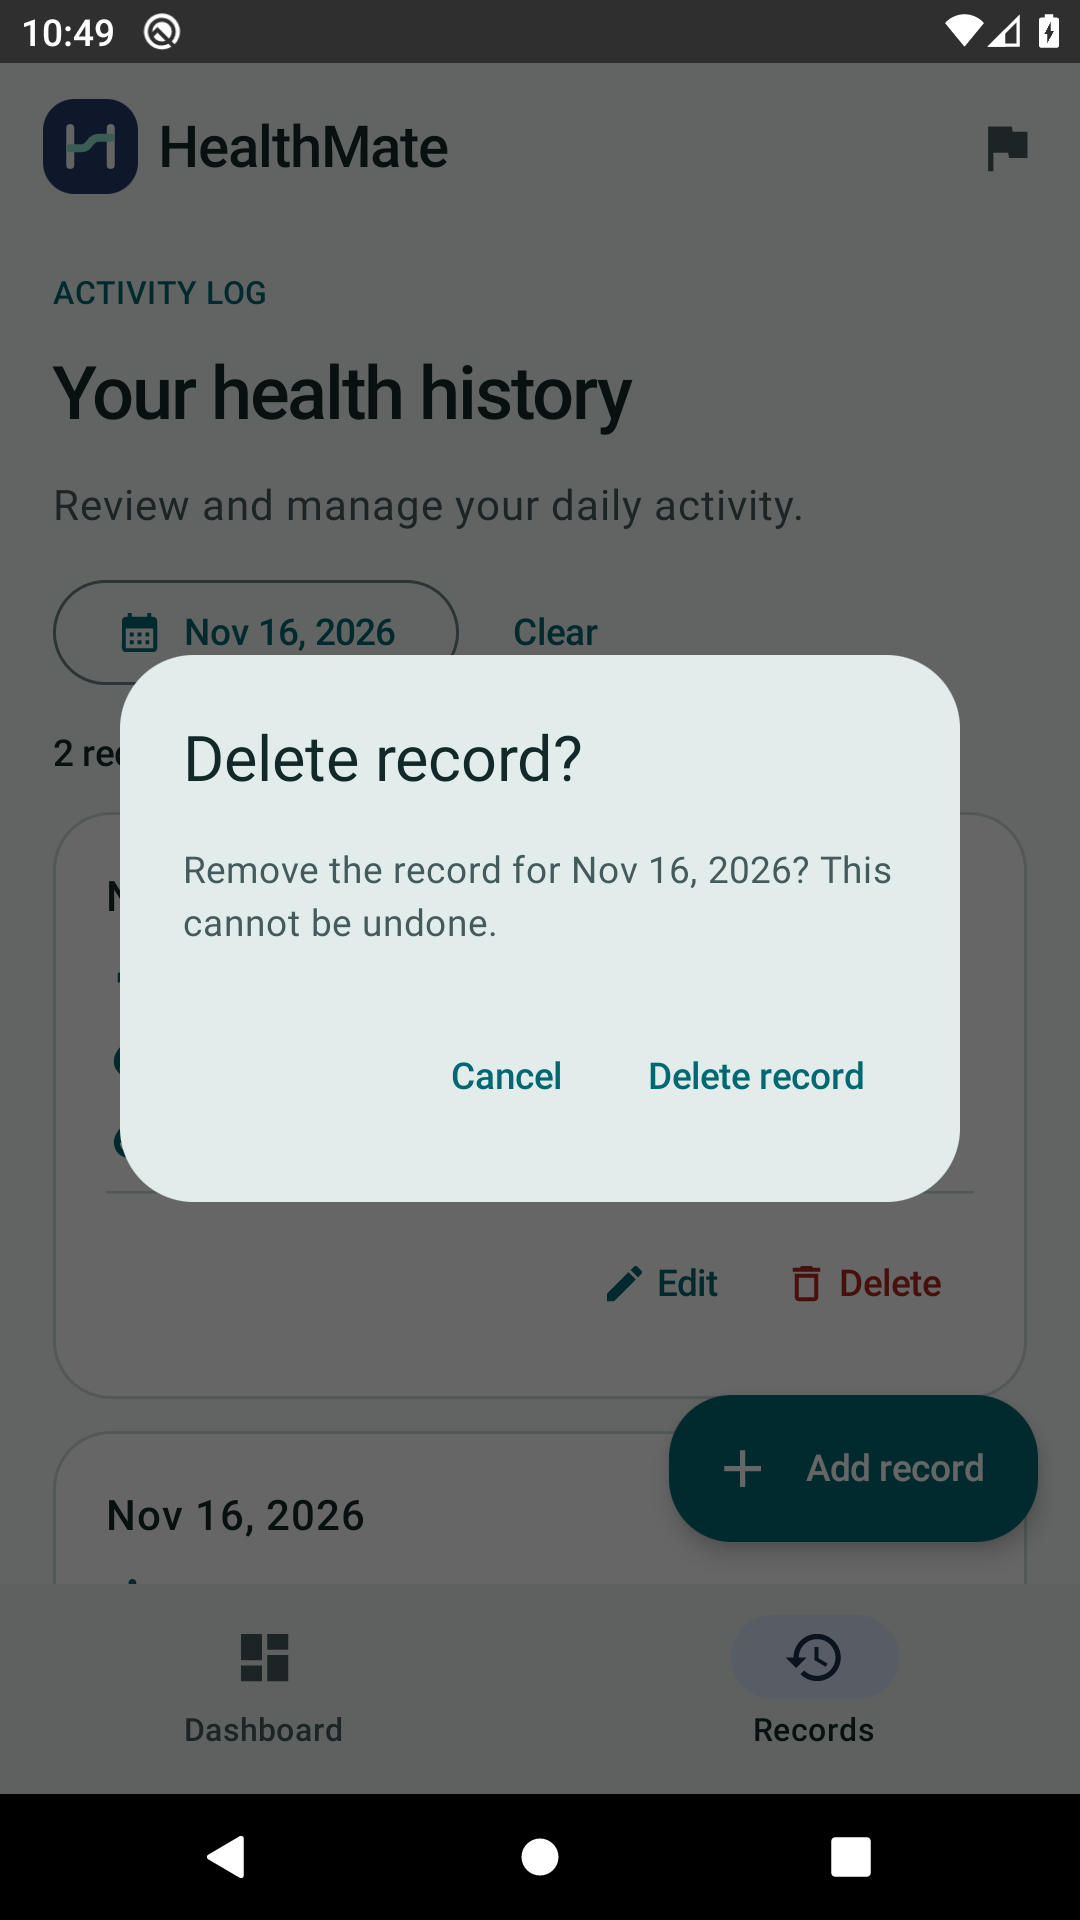 10:49
HealthMate
ACTIVITY LOG
Your health history
Review and manage your daily activity.
Nov 16, 2026 Clear
2
Delete record?
Remove the record for Nov 16, 2026? This
cannot be undone.
Cancel Delete record
Edit Delete
Add record
Nov 16, 2026
Dashboard Records